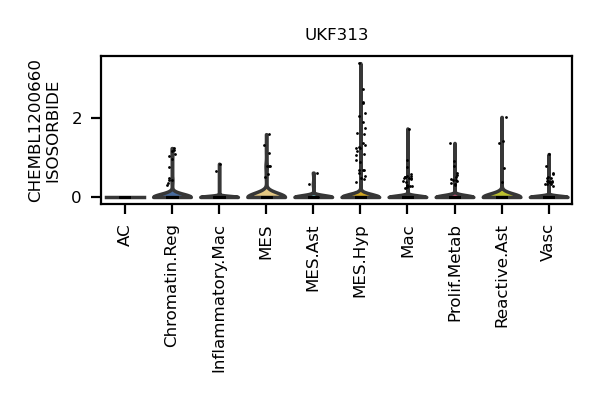 UKF313
CHEMBL1200660
ISOSORBIDE
2
0
AC
Chromatin.Reg
Inflammatory.Mac
MES
MES.Ast
MES.Hyp
Mac
Prolif.Metab
Reactive.Ast
Vasc